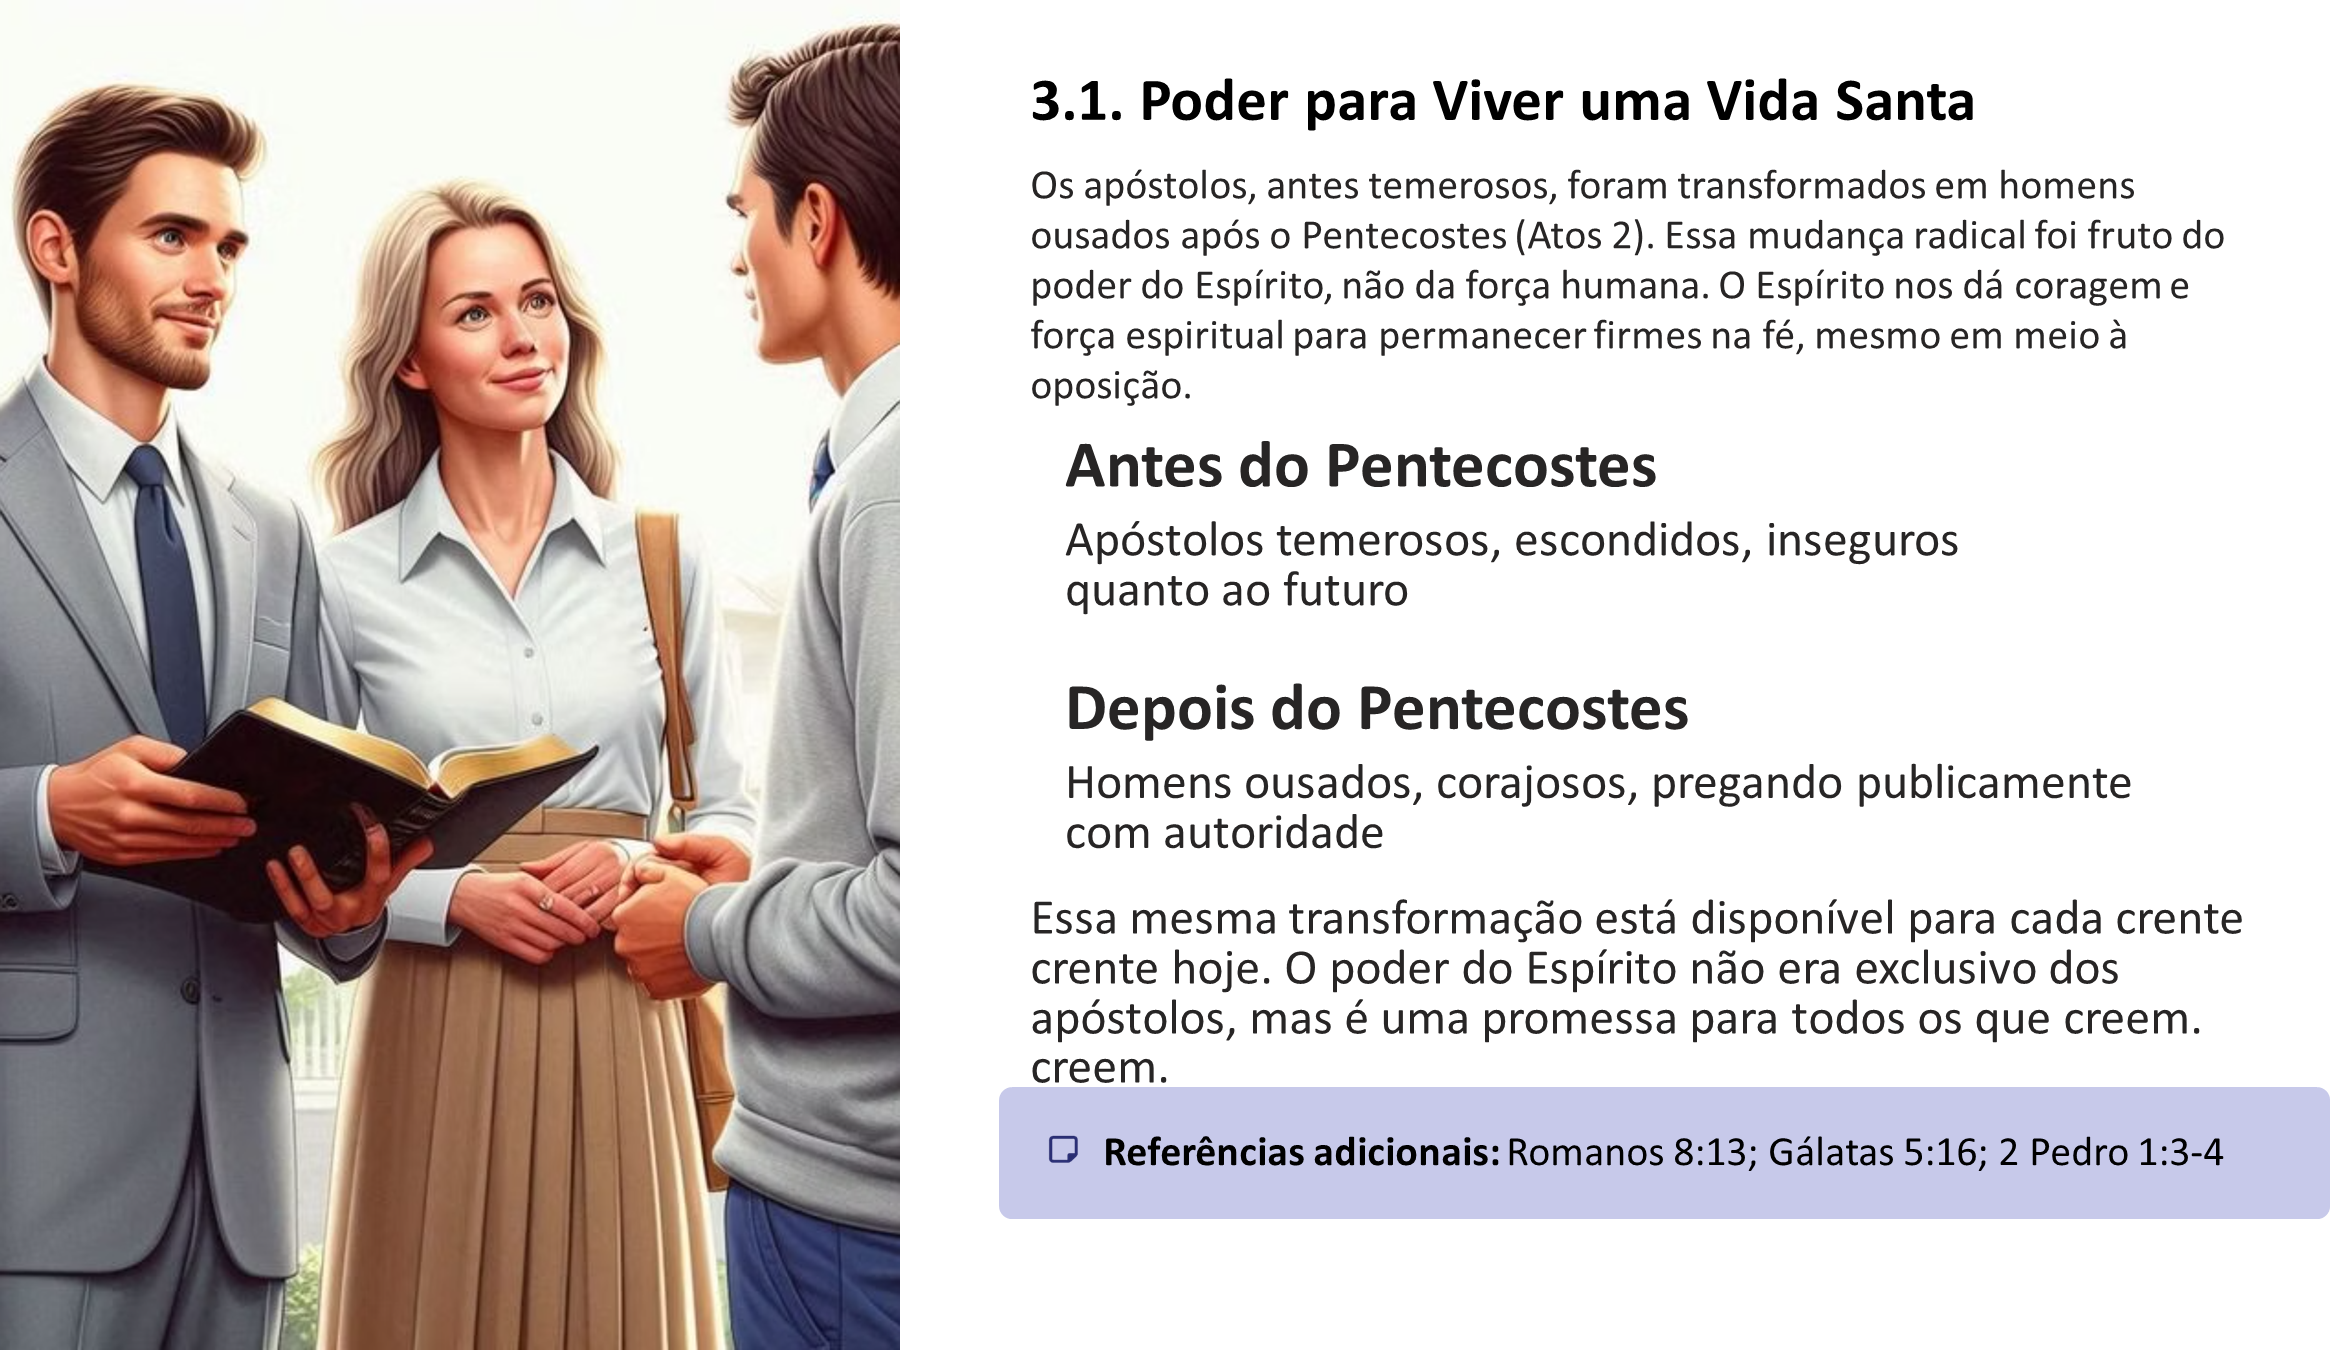 3.1. Poder para Viver uma Vida Santa
Os apóstolos, antes temerosos, foram transformados em homens
ousados após o Pentecostes (Atos 2). Essa mudança radical foi fruto do
poder do Espírito, não da força humana. O Espírito nos dá coragem e
força espiritual para permanecer firmes na fé, mesmo em meio à
oposição.
Antes do Pentecostes
Apóstolos temerosos, escondidos, inseguros
quanto ao futuro
Depois do Pentecostes
Homens ousados, corajosos, pregando publicamente
com autoridade
Essa mesma transformação está disponível para cada crente
crente hoje. O poder do Espírito não era exclusivo dos
apóstolos, mas é uma promessa para todos os que creem.
creem.
Referências adicionais: Romanos 8:13; Gálatas 5:16; 2 Pedro 1:3-4